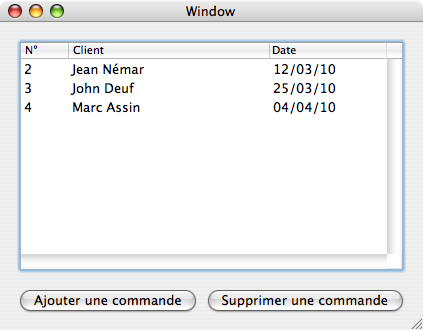 Window
N° Client Date
2 Jean Némar 12/03/10
3 John Deuf 25/03/10
4 Marc Assin 04/04/10
Ajouter une commande Supprimer une commande